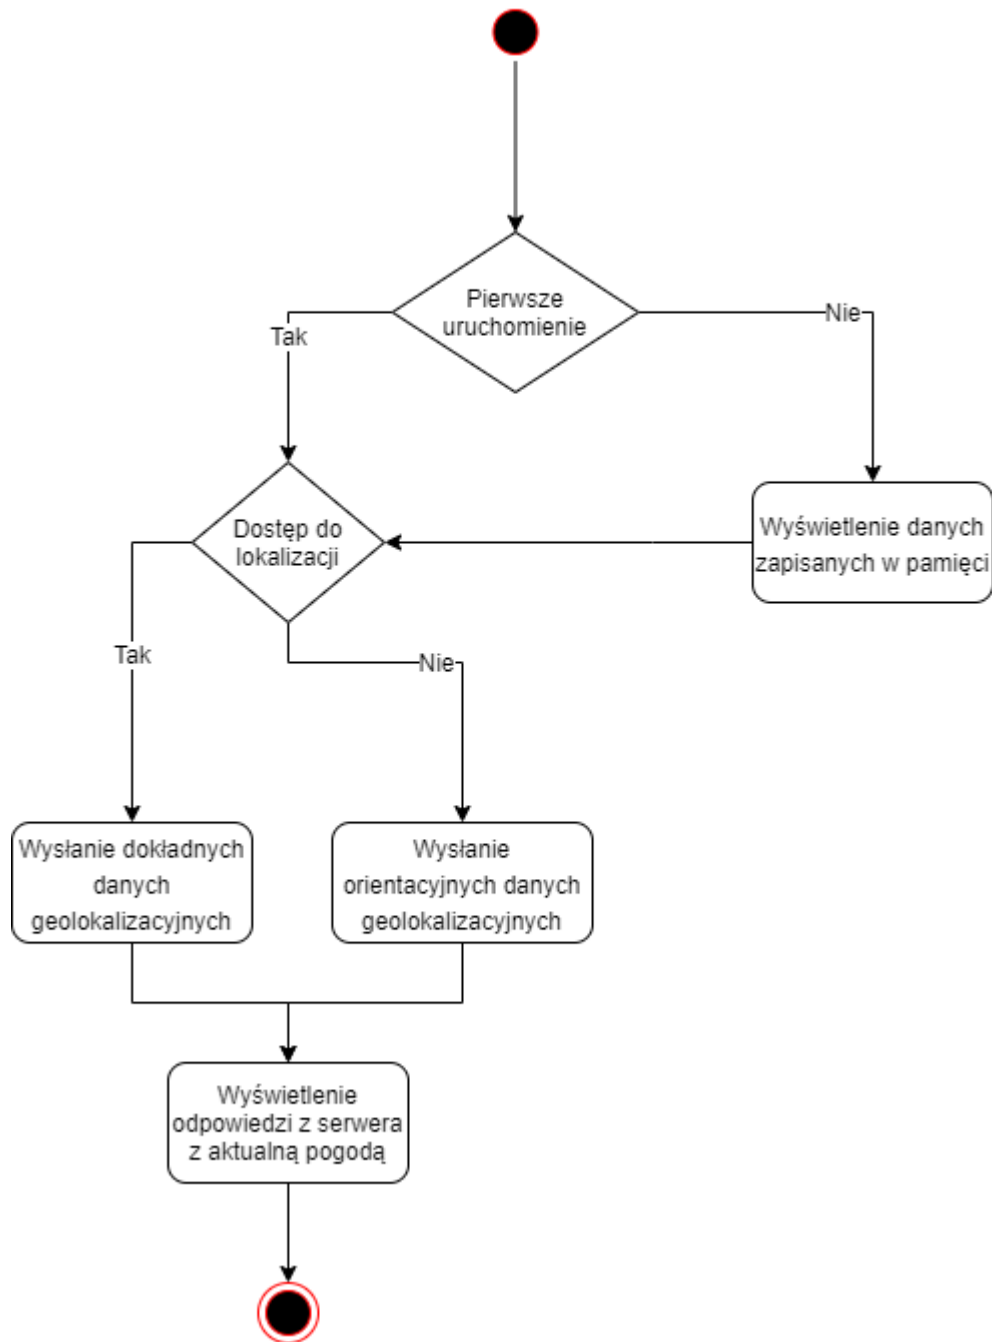 Pierwsze
uruchomienie
Tak
Nie
Dostęp do
lokalizacji
Wyświetlenie danych
zapisanych w pamięci
Tak
Nie
Wysłanie dokładnych
danych
geolokalizacyjnych
Wysłanie
orientacyjnych danych
geolokalizacyjnych
Wyświetlenie
odpowiedzi z serwera
z aktualną pogodą